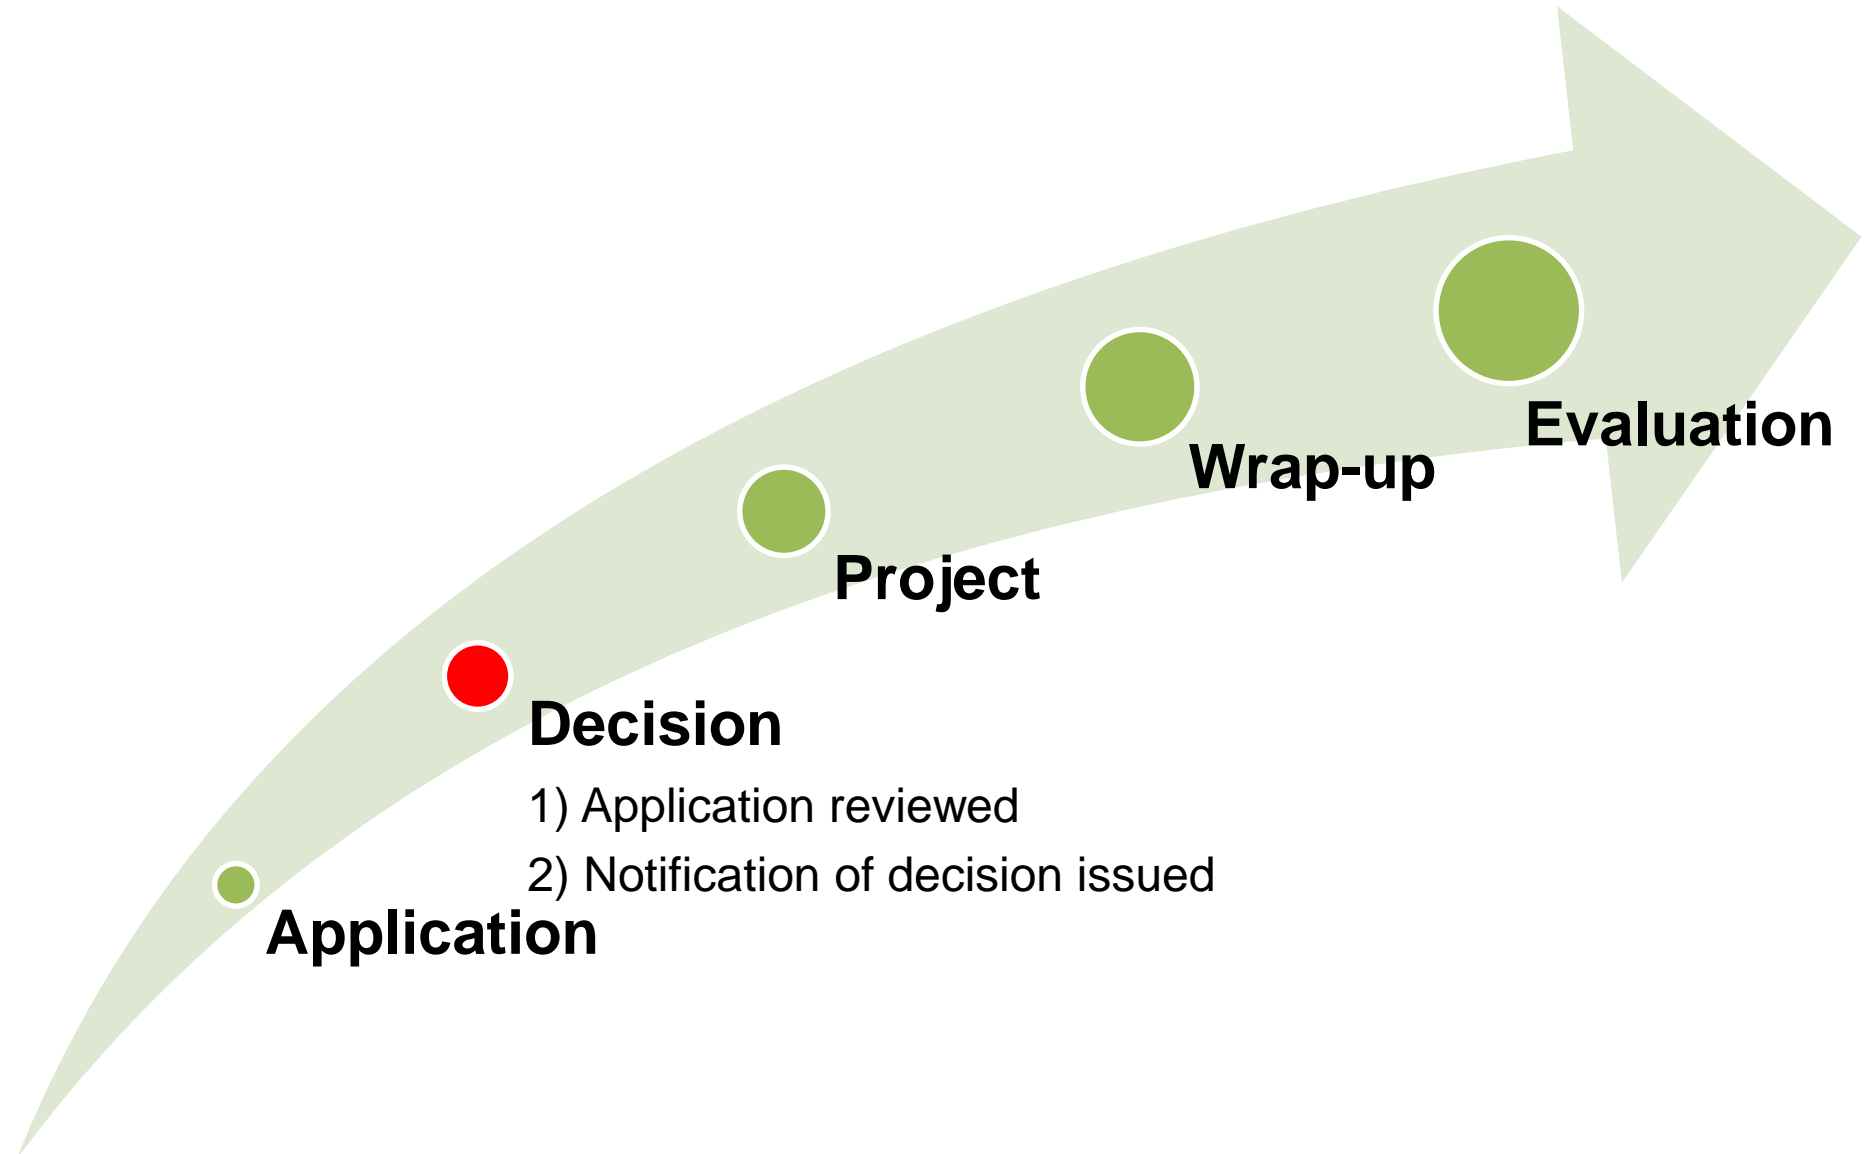 Evaluation
Wrap-up
Project
Decision
1) Application reviewed
2) Notification of decision issued
Application